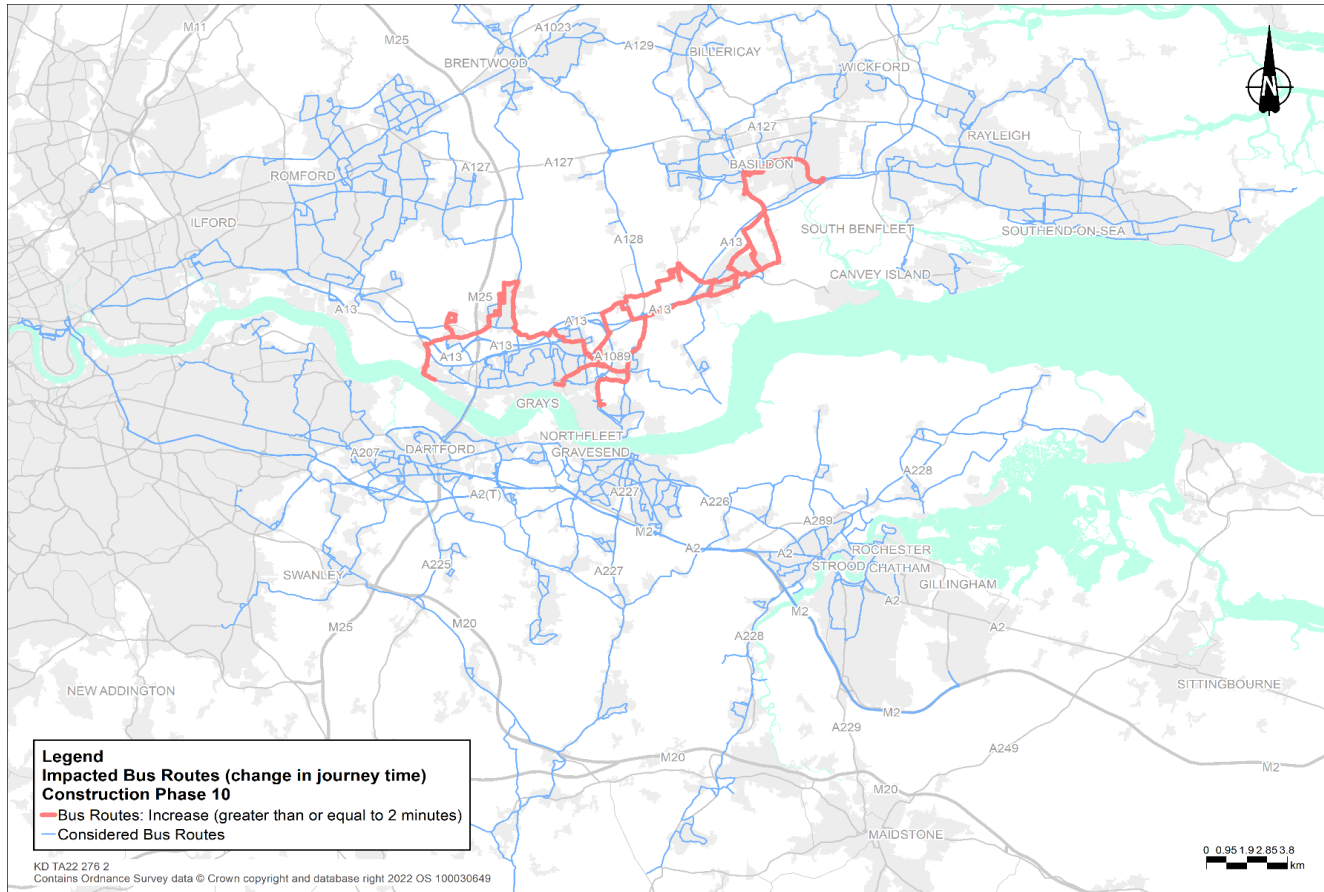 M11
A1023
M25
A129
BILLERICAY
BRENTWOOD
WICKFORD
N
A127
RAYLEIGH
A127
A127
BASILDON
ROMFORD
ILFORD
A128
A13
SOUTH BENFLEET
SOUTHEND-ON-SEA
CANVEY ISLAND
M25
A13
A13
A13
A13
A13
A1089
GRAYS
NORTHFLEET
GRAVESEND
A207
DARTFORD
A228
A2(T)
A227
A226
A289
M2
A2
A2
ROCHESTER
STROOD
CHATHAM
A225
A227
SWANLEY
GILLINGHAM
A2
M2
A2
M25
M20
A228
NEW ADDINGTON
SITTINGBOURNE
M2
A229
A249
M20
M2
M20
MAIDSTONE
Legend
Impacted Bus Routes (change in journey time)
Construction Phase 10
Bus Routes: Increase (greater than or equal to 2 minutes)
Considered Bus Routes
0 0.95 1.9 2.85 3.8
km
KD TA22 276 2
Contains Ordnance Survey data © Crown copyright and database right 2022 OS 100030649